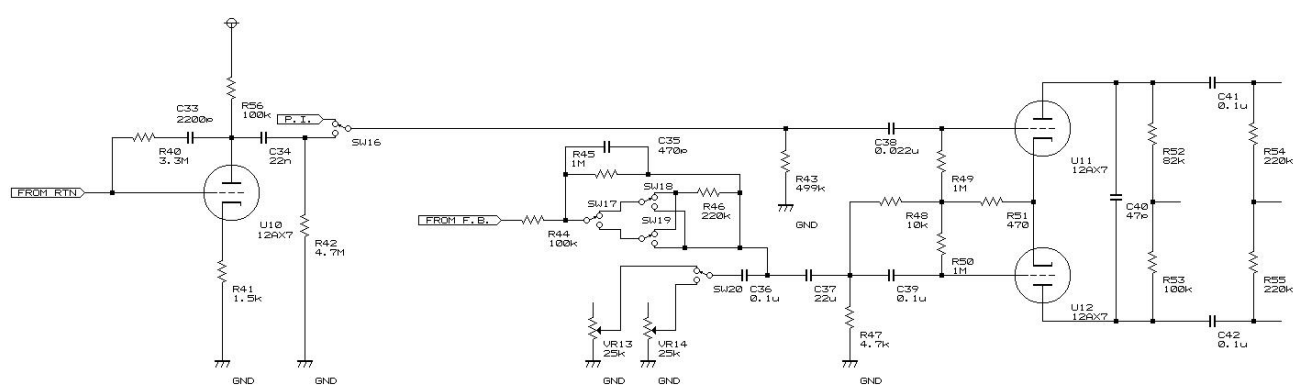 C33
2200p
R56
100k
P.I.
R40
3.3M
C34
22n
SW16
FROM RTN
U10
12AX7
R42
4.7M
R41
1.5k
GND
GND
C35
470p
R45
1M
SW18
SW17
R46
220k
SW19
FROM F.B.
R44
100k
R43
499k
GND
C38
0.022u
R49
1M
R48
10k
R51
470
R50
1M
SW20
C36
0.1u
C37
22u
C39
0.1u
VR13
25k
VR14
25k
R47
4.7k
GND
GND
GND
U11
12AX7
C40
47p
U12
12AX7
R52
82k
R53
100k
C41
0.1u
R54
220k
R55
220k
C42
0.1u